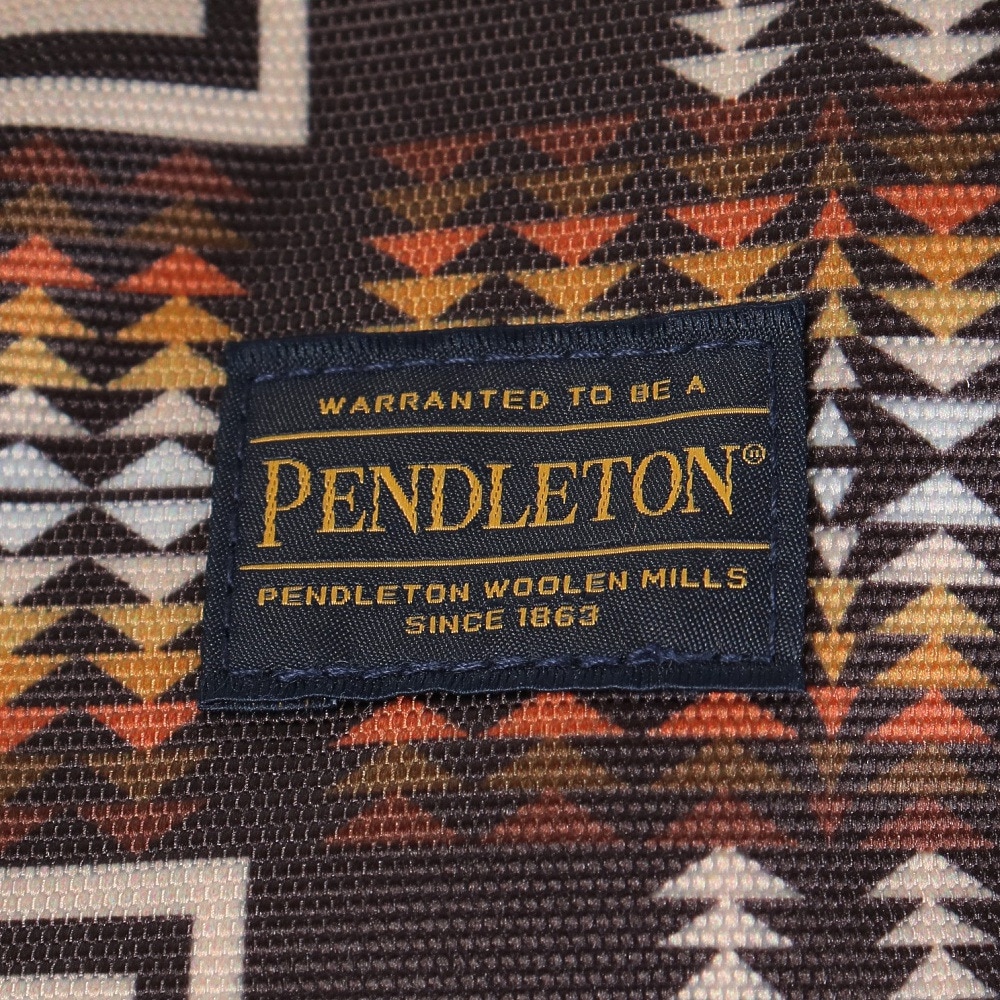 WARRANTED TO BE A
PENDLETON®
PENDLETON WOOLEN MILLS
SINCE 1863